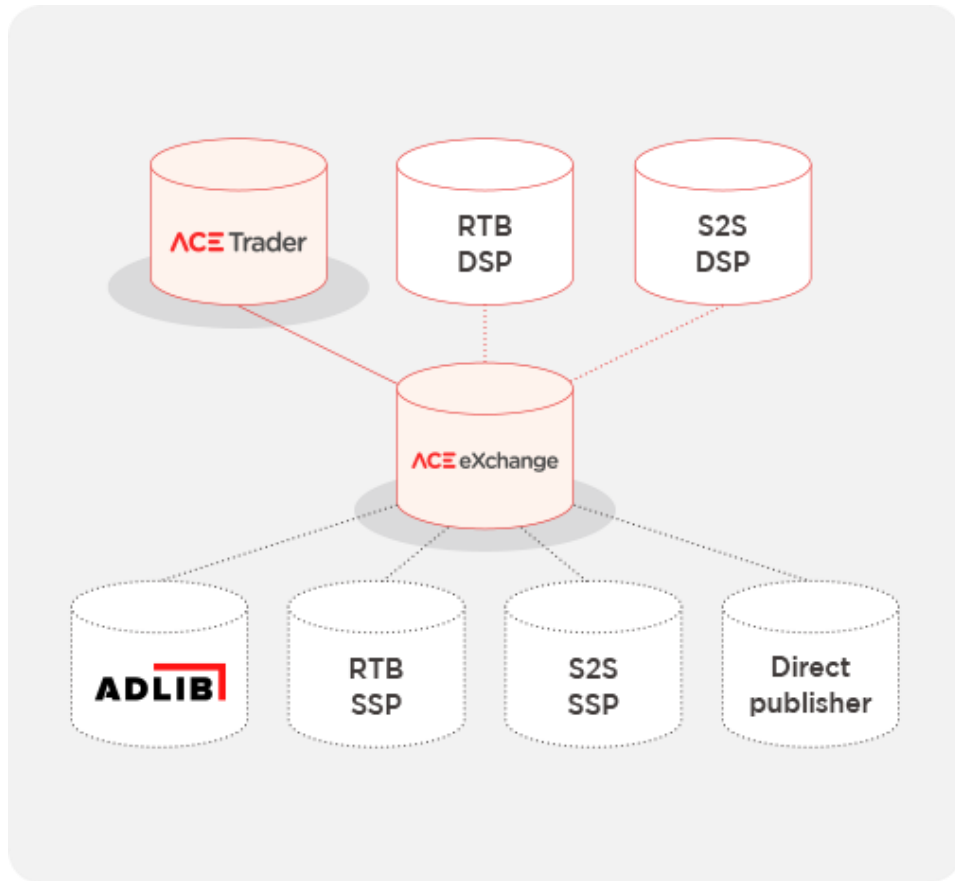 ACE Trader
RTB
DSP
S2S
DSP
ACE eXchange
ADLIB
RTB
SSP
S2S
SSP
Direct
publisher